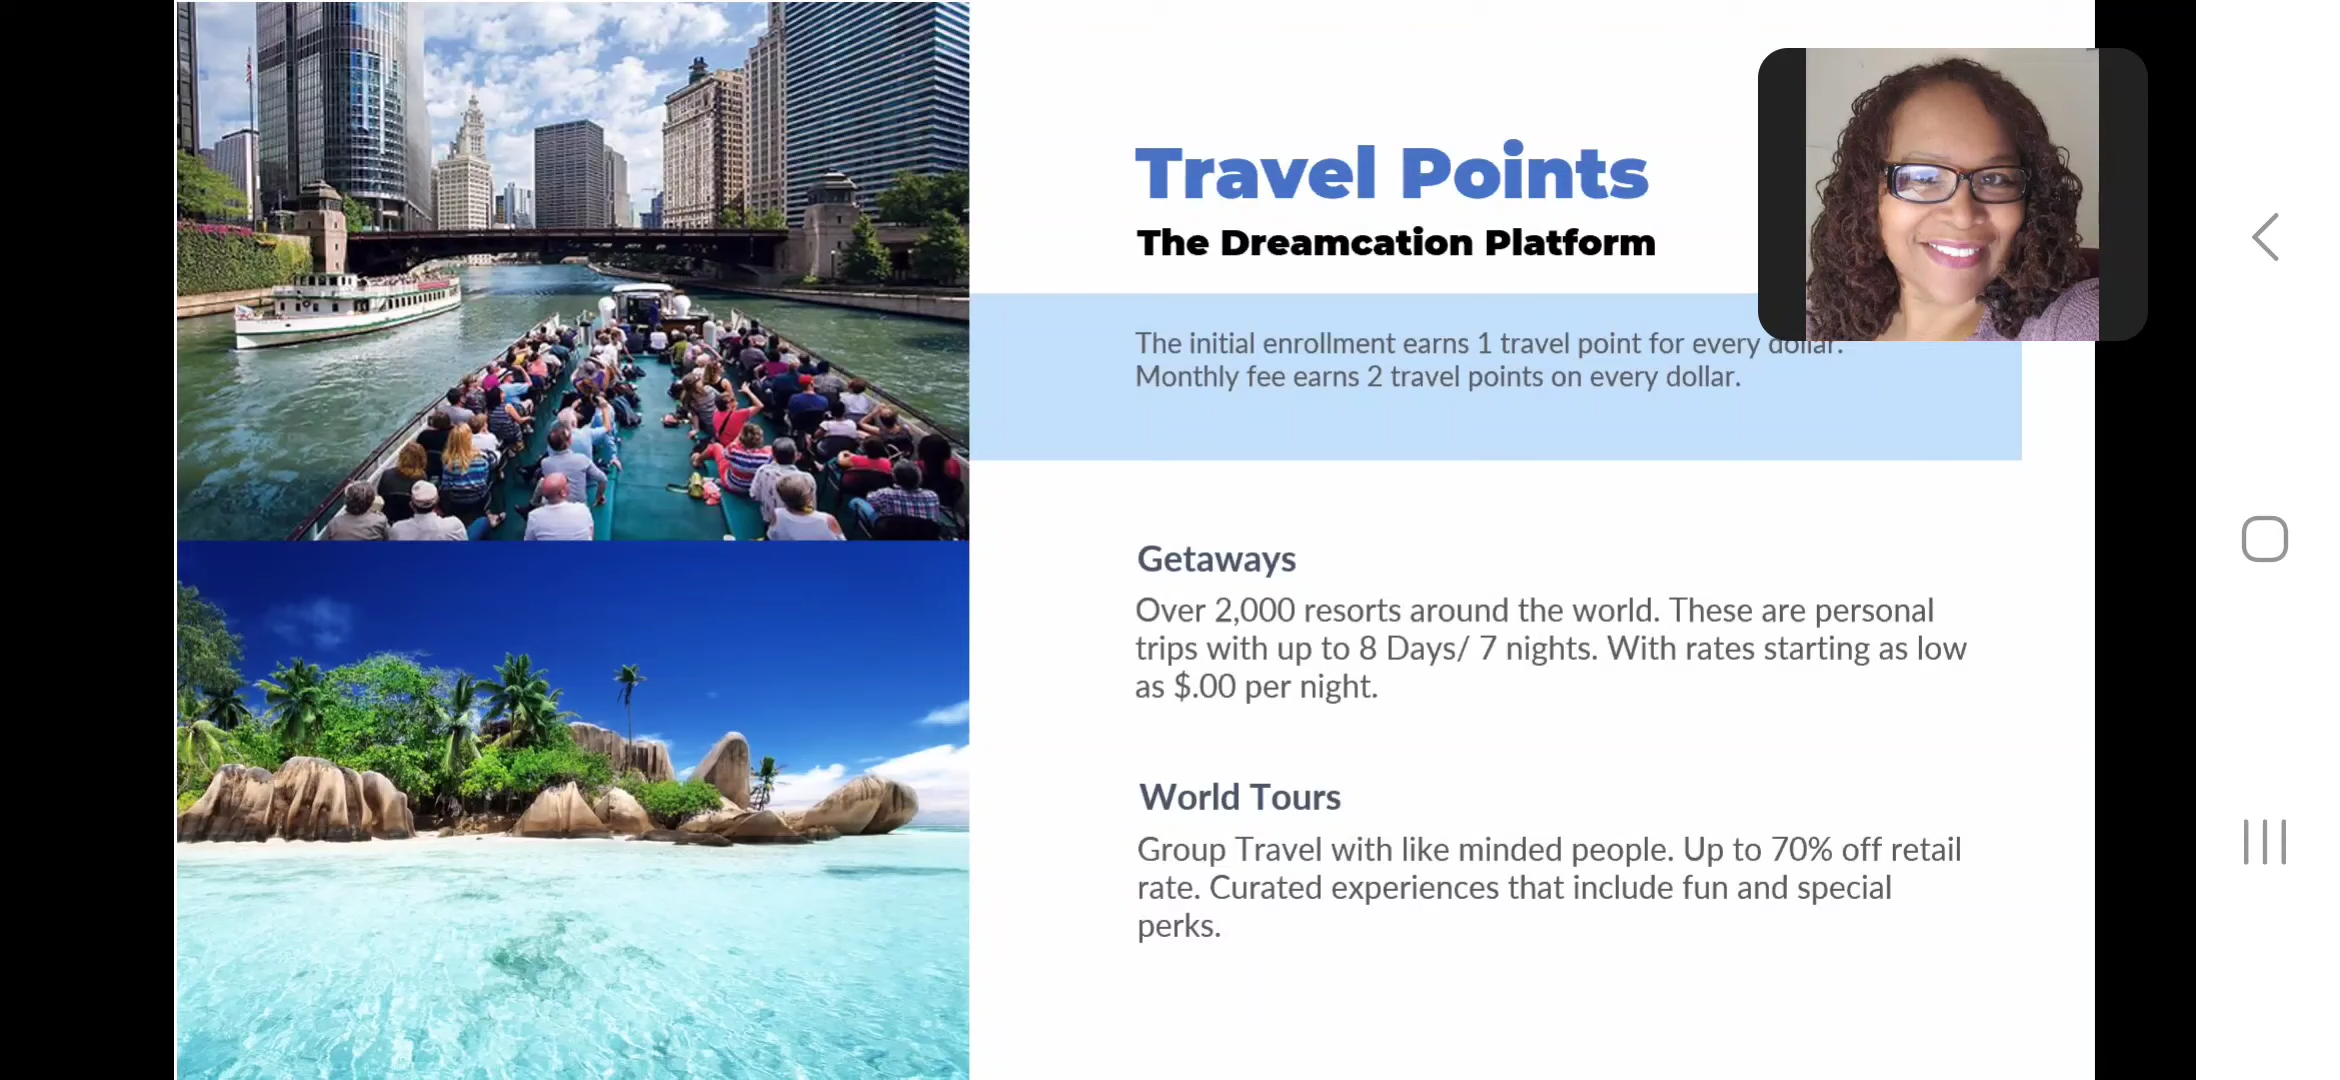 Travel Points
The Dreamcation Platform
The initial enrollment earns 1 travel point for every dollar.
Monthly fee earns 2 travel points on every dollar.
Getaways
Over 2,000 resorts around the world. These are personal
trips with up to 8 Days/ 7 nights. With rates starting as low
as $.00 per night.
World Tours
Group Travel with like minded people. Up to 70% off retail
rate. Curated experiences that include fun and special
perks.